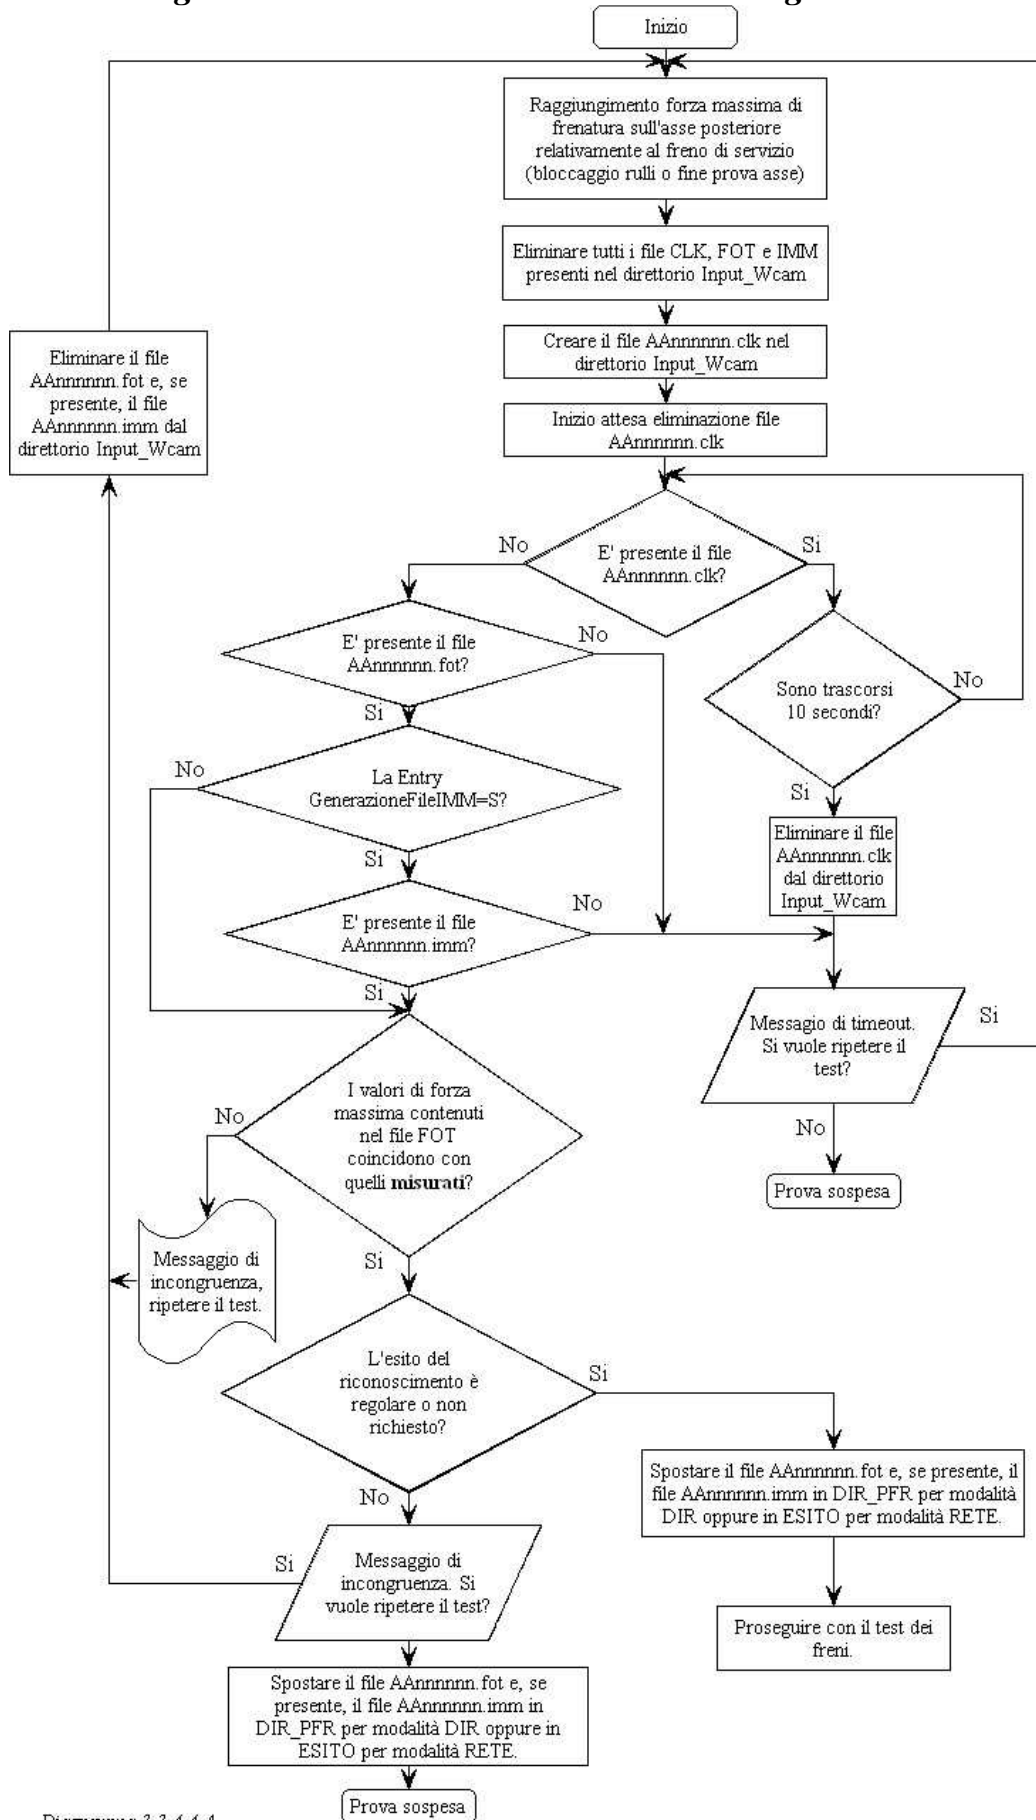 Inizio
Raggiungimento forza massima di
frenatura sull'asse posteriore
relativamente al freno di servizio
(bloccaggio rulli o fine prova asse)
Eliminare tutti i file CLK, FOT e IMM
presenti nel direttorio Input_Wcam
Creare il file AAnnnnnn.clk nel
direttorio Input_Wcam
Inizio attesa eliminazione file
AAnnnnnn.clk
Eliminare il file
AAnnnnnn.fot e, se
presente, il file
AAnnnnnn.imm dal
direttorio Input_Wcam
No
E' presente il file
AAnnnnnn.clk?
Si
E' presente il file
AAnnnnnn.fot?
No
Si
Sono trascorsi
10 secondi?
No
Si
No
La Entry
GenerazioneFileIMM=S?
Si
Eliminare il file
AAnnnnnn.clk
dal direttorio
Input_Wcam
E' presente il file
AAnnnnnn.imm?
No
Si
Messagio di timeout.
Si vuole ripetere il
test?
Si
No
Prova sospesa
I valori di forza
massima contenuti
nel file FOT
coincidono con
quelli misurati?
No
Si
Messaggio di
incongruenza,
ripetere il test.
L'esito del
riconoscimento è
regolare o non
richiesto?
Si
No
Spostare il file AAnnnnnn.fot e, se presente, il
file AAnnnnnn.imm in DIR_PFR per modalità
DIR oppure in ESITO per modalità RETE.
Proseguire con il test dei
freni.
Si
Messaggio di
incongruenza. Si
vuole ripetere il test?
Spostare il file AAnnnnnn.fot e, se
presente, il file AAnnnnnn.imm in
DIR_PFR per modalità DIR oppure in
ESITO per modalità RETE.
Prova sospesa